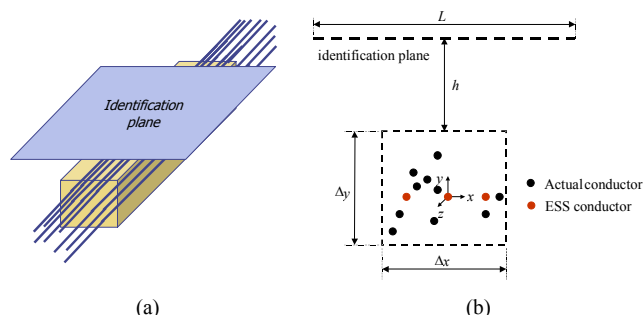 Identification
plane
(a)
L
identification plane
h
Δy
y
x
z
Δx
Actual conductor
ESS conductor
(b)